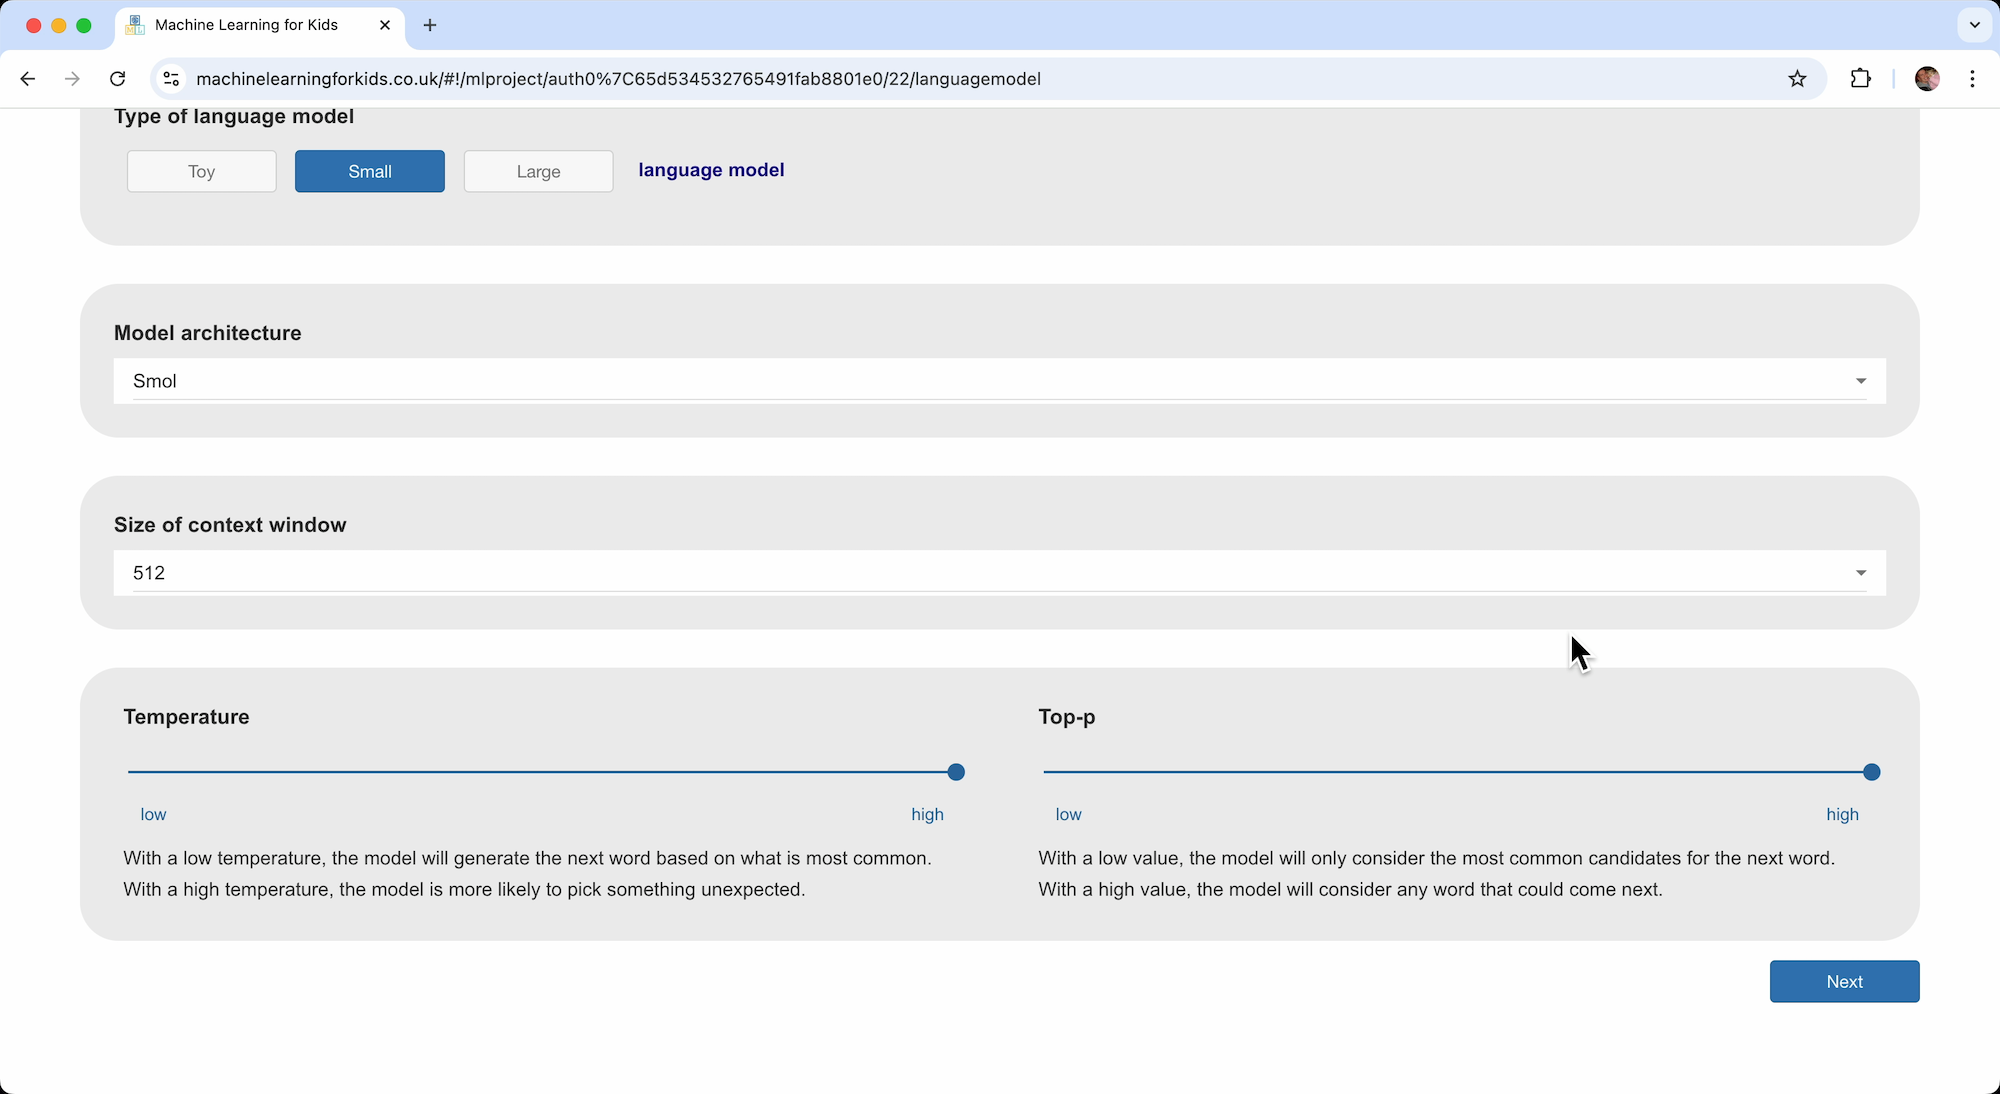 Machine Learning for Kids
machinelearningforkids.co.uk/#!/mlproject/auth0%7C65d534532765491fab8801e0/22/languagemodel
Type of language model
Toy
Small
Large
language model
Model architecture
Smol
Size of context window
512
Temperature
low
high
With a low temperature, the model will generate the next word based on what is most common.
With a high temperature, the model is more likely to pick something unexpected.
Top-p
low
high
With a low value, the model will only consider the most common candidates for the next word.
With a high value, the model will consider any word that could come next.
Next